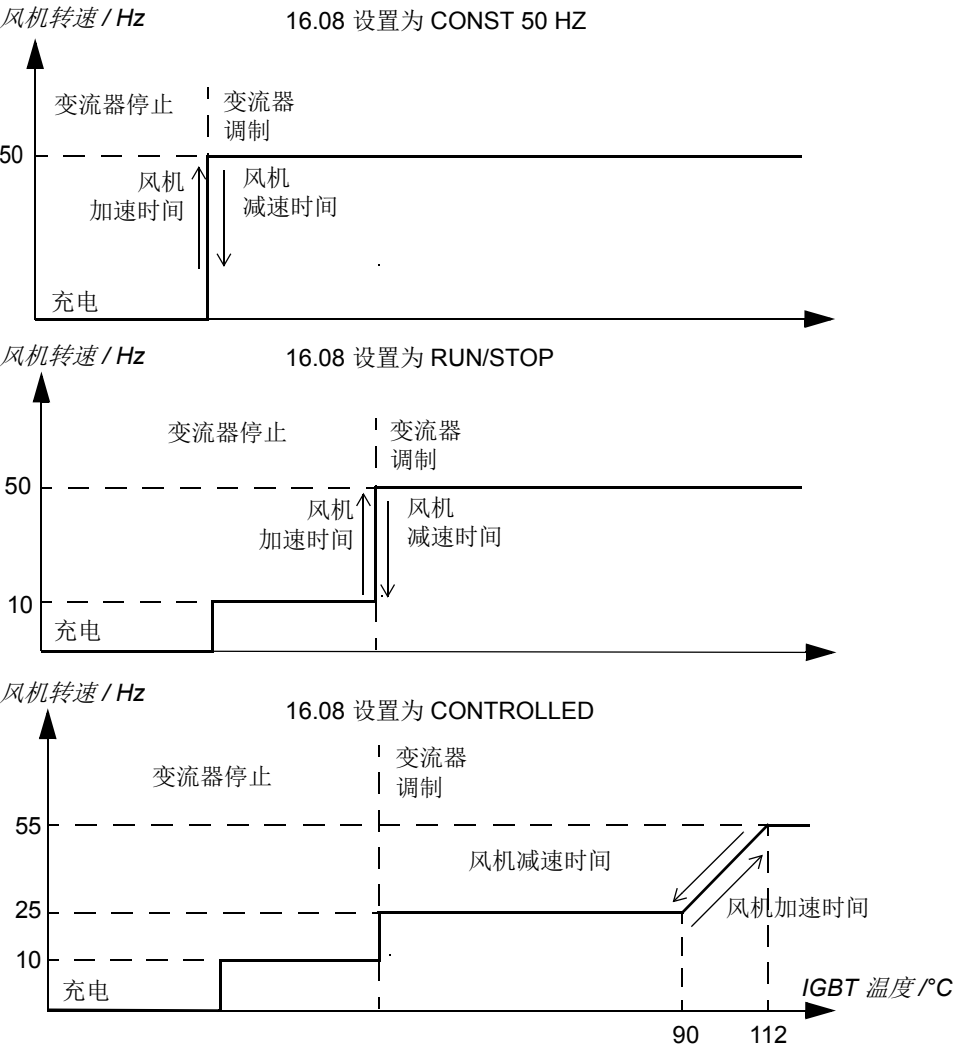 风机转速 / Hz
16.08 设置为 CONST 50 HZ
变流器停止
变流器
调制
50
风机
加速时间
风机
减速时间
充电
风机转速 / Hz
16.08 设置为 RUN/STOP
变流器停止
变流器
调制
50
风机
加速时间
风机
减速时间
10
充电
风机转速 / Hz
16.08 设置为 CONTROLLED
变流器停止
变流器
调制
55
风机减速时间
25
风机加速时间
10
充电
IGBT 温度 /°C
90
112